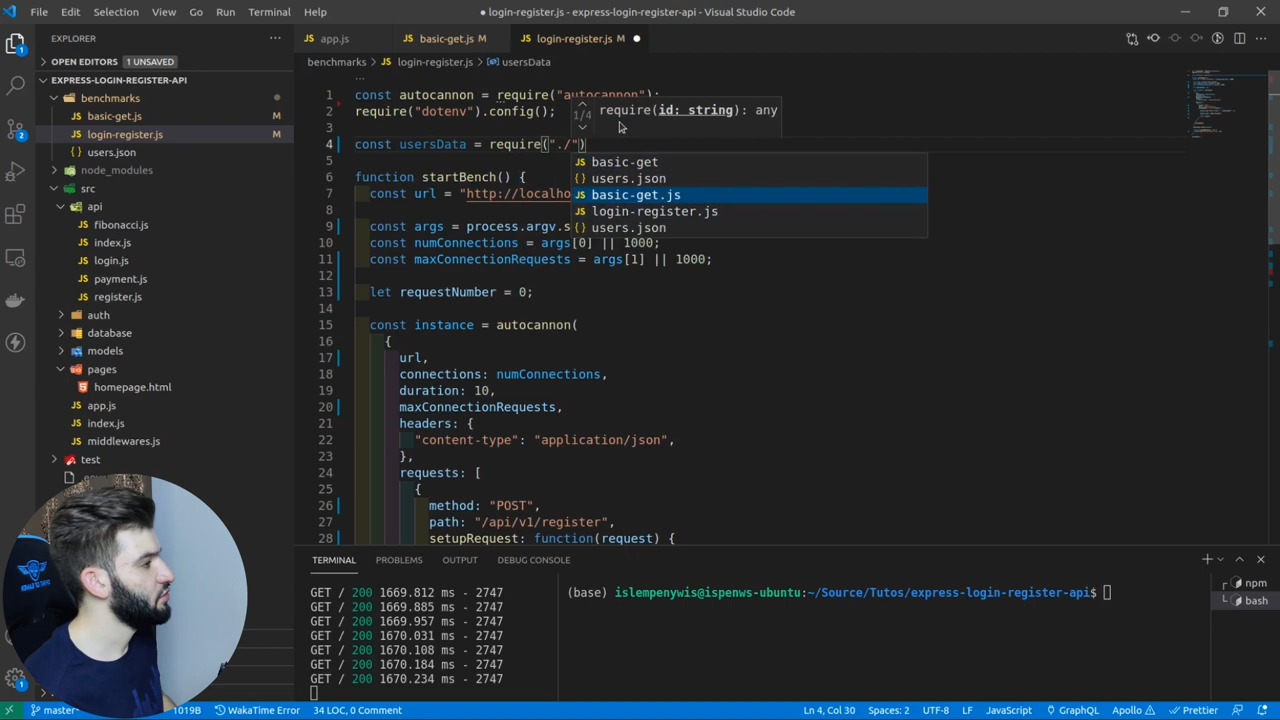 File Edit Selection View Go Run Terminal Help
● login-register.js - express-login-register-api - Visual Studio Code
EXPLORER
OPEN EDITORS 1 UNSAVED
EXPRESS-LOGIN-REGISTER-API
benchmarks
basic-get.js M
login-register.js M
users.json
node_modules
src
api
fibonacci.js
index.js
login.js
payment.js
register.js
auth
database
models
pages
homepage.html
app.js
index.js
middlewares.js
test
app.js
basic-get.js M
login-register.js M ●
benchmarks > login-register.js > usersData
1 const autocannon = require("autocannon");
2 require("dotenv").config();
3
4 const usersData = require("./")
5
6 function startBench() {
7 const url = "http://localho
8
9 const args = process.argv.s
10 const numConnections = args[0] || 1000;
11 const maxConnectionRequests = args[1] || 1000;
12
13 let requestNumber = 0;
14
15 const instance = autocannon(
16 {
17 url,
18 connections: numConnections,
19 duration: 10,
20 maxConnectionRequests,
21 headers: {
22 "content-type": "application/json",
23 },
24 requests: [
25 {
26 method: "POST",
27 path: "/api/v1/register",
28 setupRequest: function(request) {
1/4 require(id: string): any
basic-get
users.json
basic-get.js
login-register.js
users.json
TERMINAL PROBLEMS OUTPUT DEBUG CONSOLE
GET / 200 1669.812 ms - 2747
GET / 200 1669.885 ms - 2747
GET / 200 1669.957 ms - 2747
GET / 200 1670.031 ms - 2747
GET / 200 1670.108 ms - 2747
GET / 200 1670.184 ms - 2747
GET / 200 1670.234 ms - 2747
(base) islempenywis@ispenws-ubuntu:~/Source/Tutos/express-login-register-api$
npm
bash
master* 1019B WakaTime Error 34 LOC, 0 Comment Ln 4, Col 30 Spaces: 2 UTF-8 LF JavaScript GraphQL Apollo Prettier